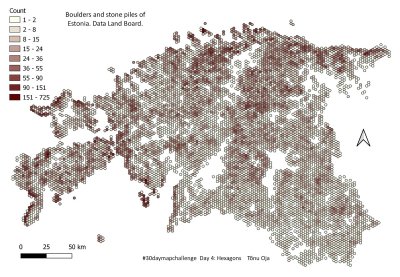 Count
1 - 2
2 - 8
8 - 15
15 - 24
24 - 36
36 - 55
55 - 90
90 - 151
151 - 725
Boulders and stone piles of
Estonia. Data Land Board.
0 25 50 km
#30daymapchallenge Day 4: Hexagons Tõnu Oja